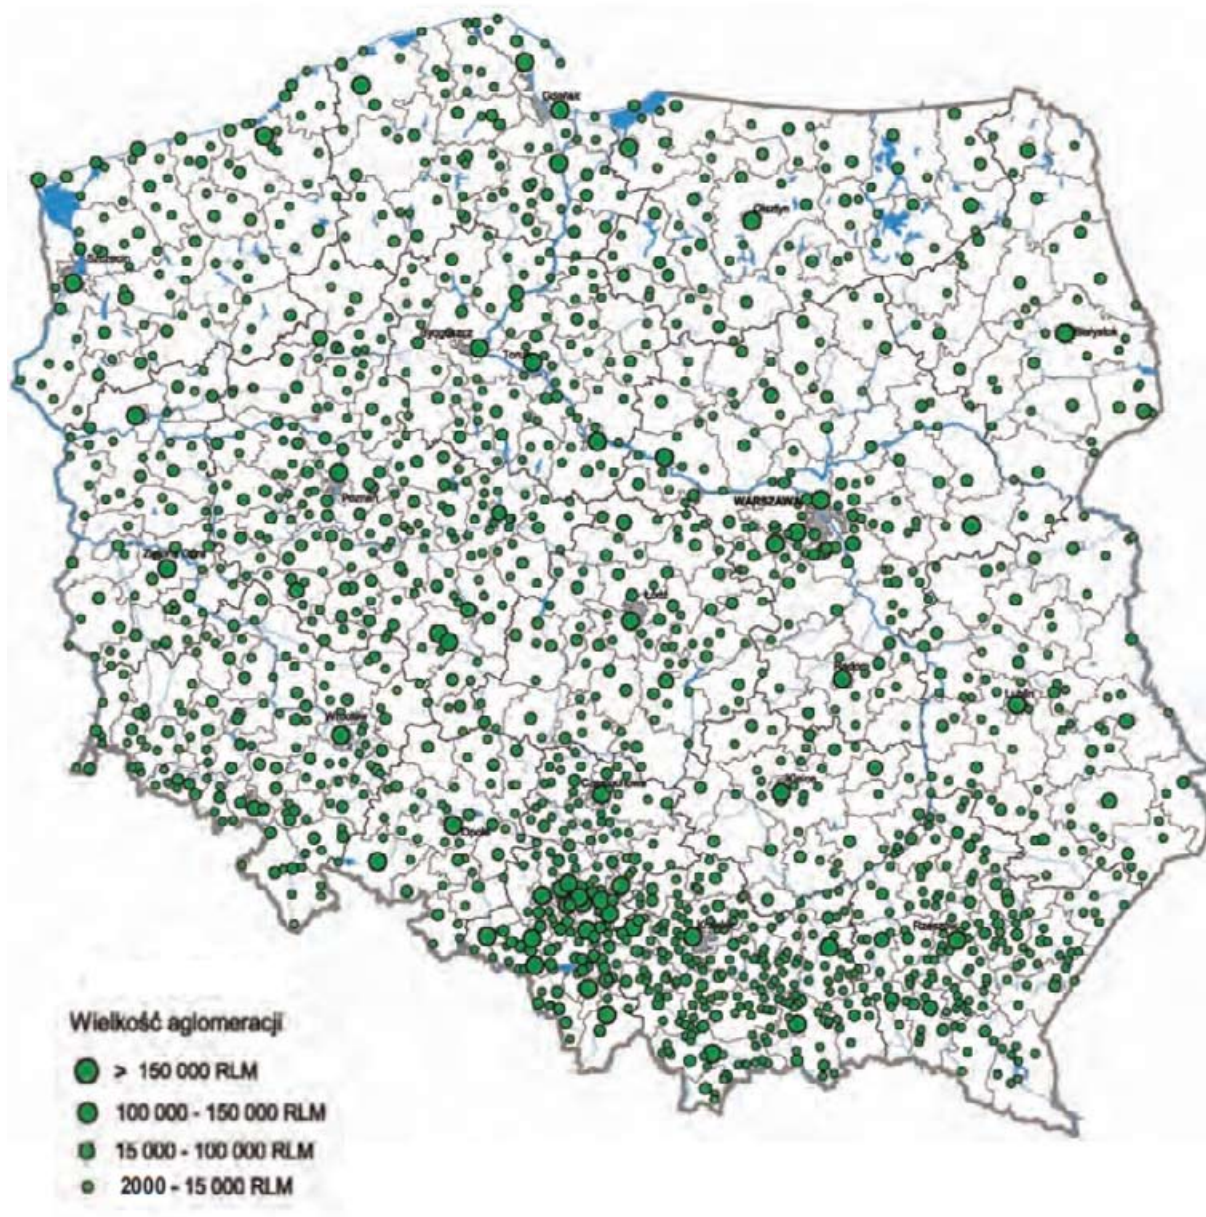 Gdańsk
Olsztyn
Szczecin
Bydgoszcz
Toruń
Białystok
Poznań
WARSZAWA
Zielona Góra
Łódź
Radom
Lublin
Wrocław
Kielce
Częstochowa
Opole
Rzeszów
Wielkość aglomeracji
> 150 000 RLM
100 000 - 150 000 RLM
15 000 - 100 000 RLM
2000 - 15 000 RLM